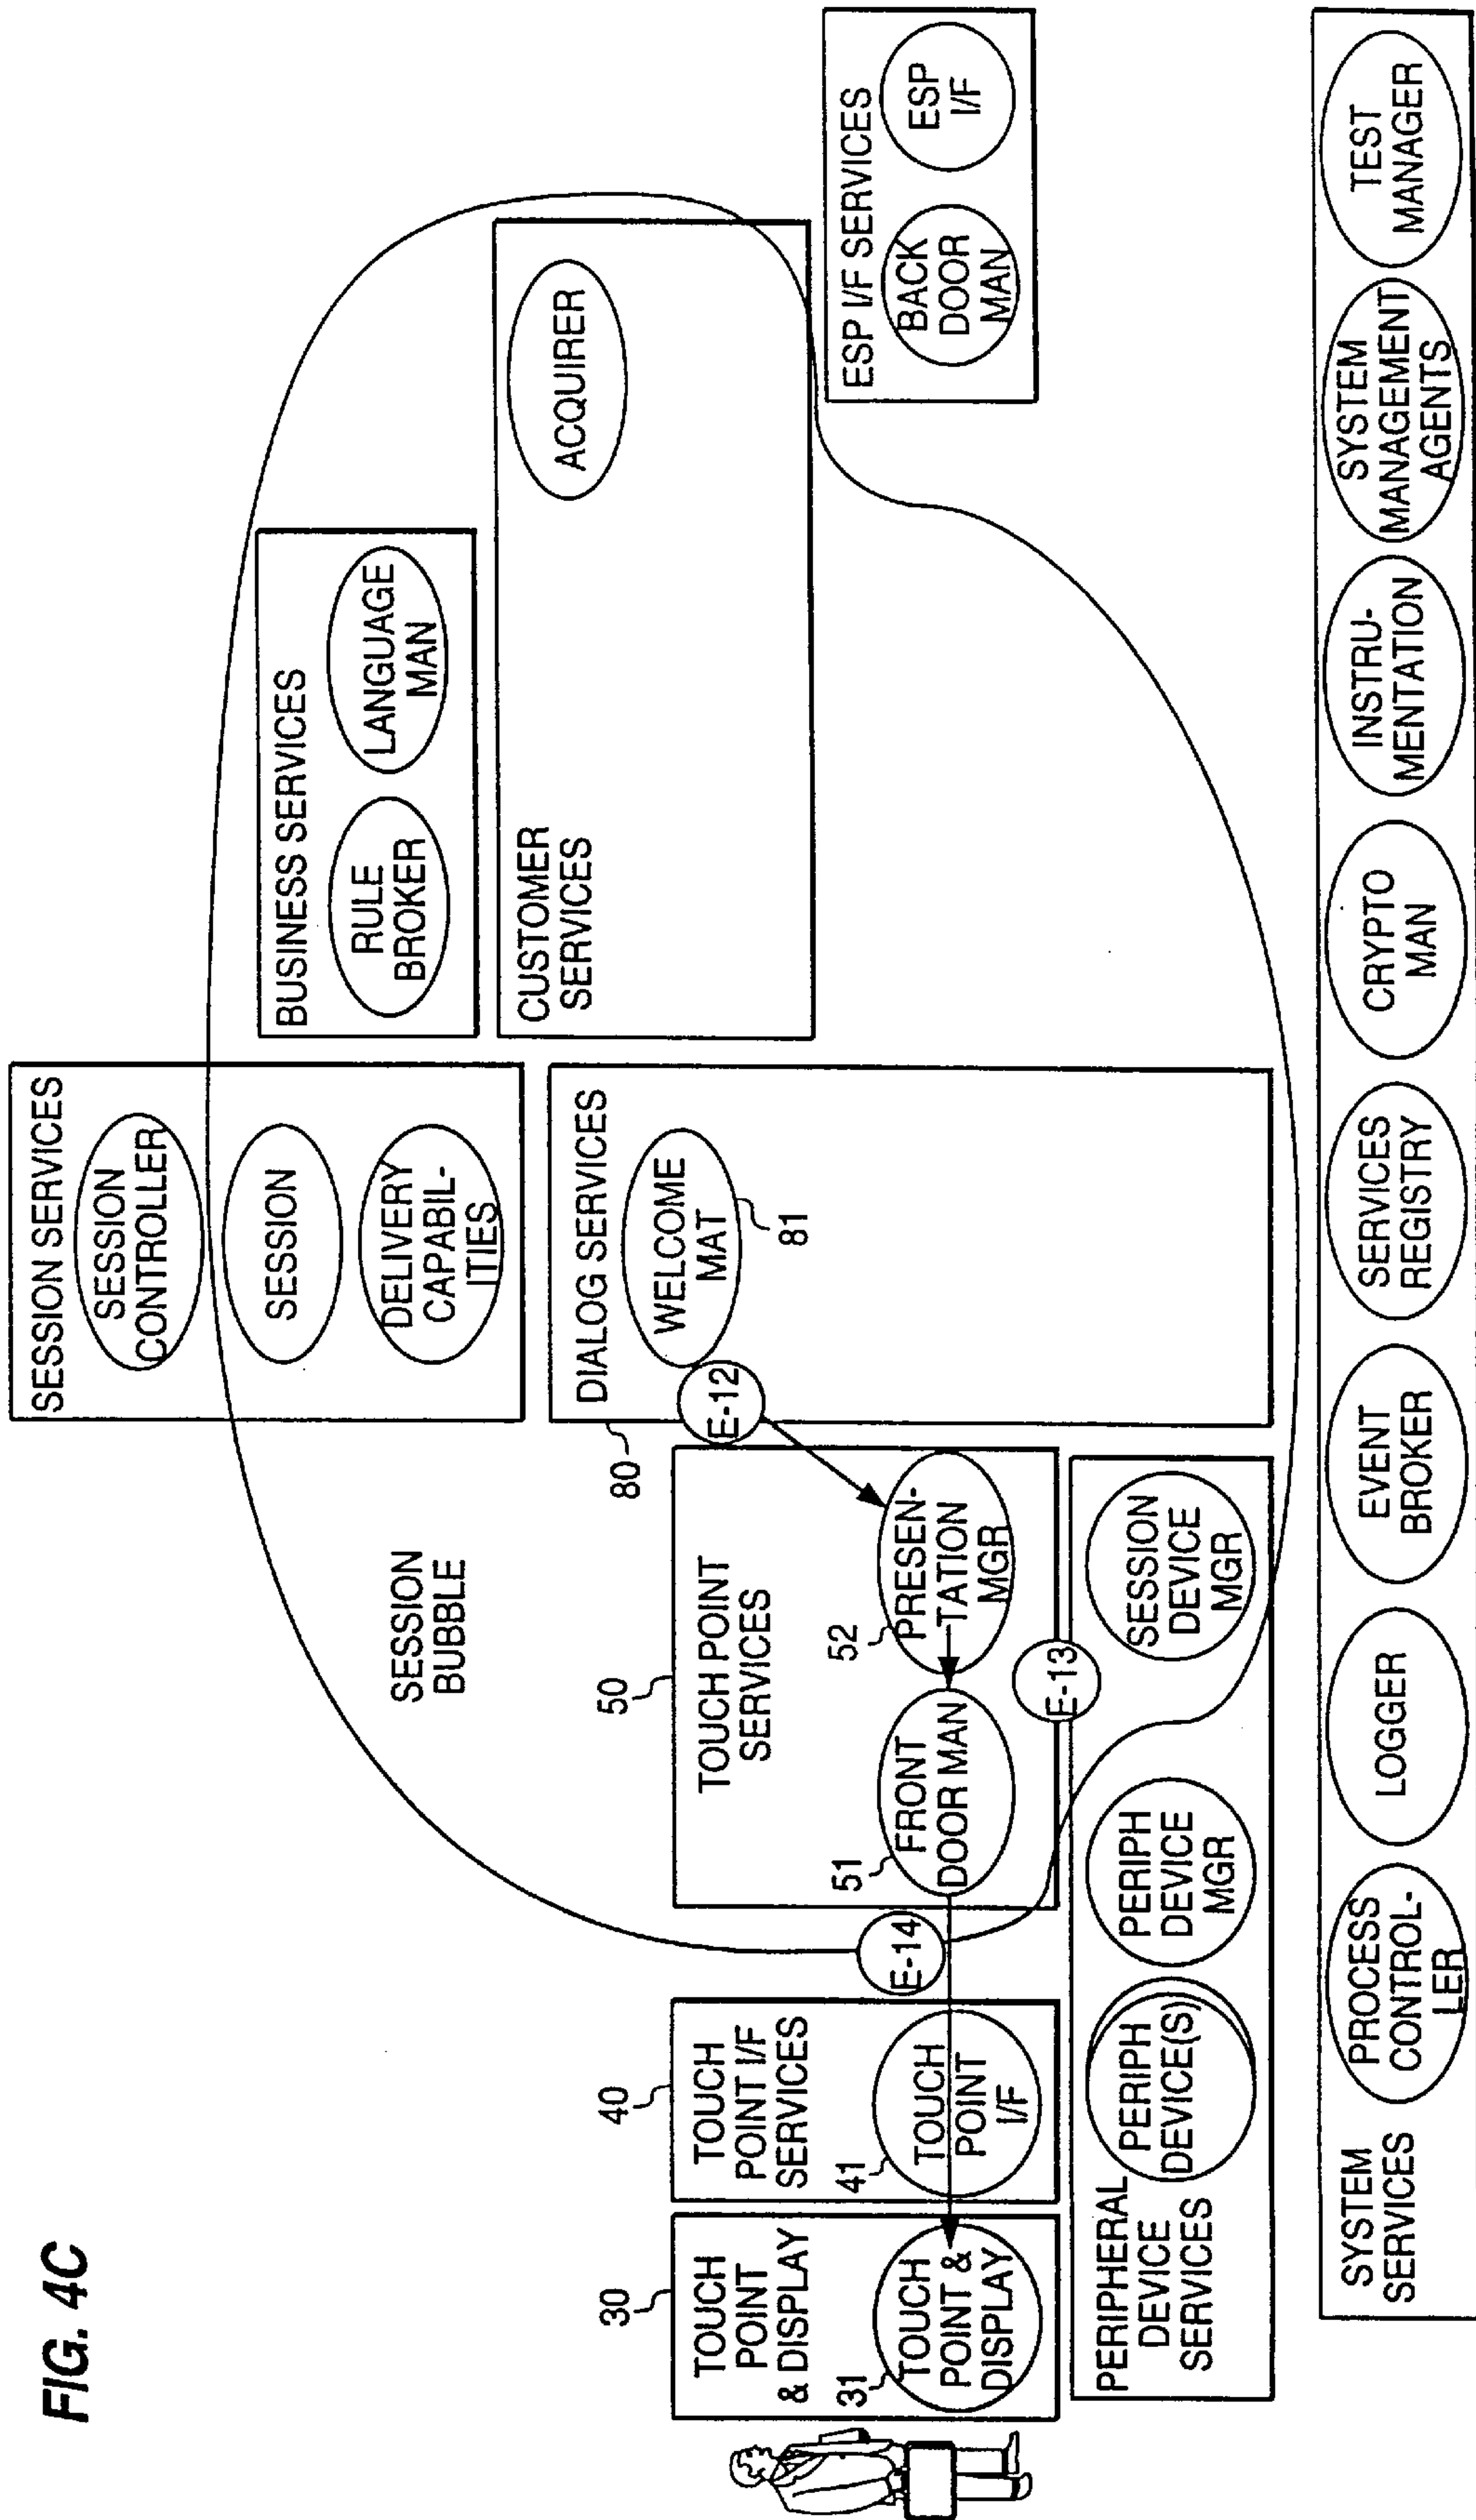 FIG. 4C
SESSION SERVICES
SESSION
CONTROLLER
SESSION
DELIVERY
CAPABIL-
ITIES
BUSINESS SERVICES
RULE
BROKER
LANGUAGE
MAN
SESSION
BUBBLE
CUSTOMER
SERVICES
ACQUIRER
30
TOUCH
POINT
& DISPLAY
31
TOUCH
POINT &
DISPLAY
40
TOUCH
POINT I/F
SERVICES
41
TOUCH
POINT
I/F
E-14
50
TOUCH POINT
SERVICES
51
FRONT
DOOR MAN
52
PRESEN-
TATION
MGR
E-13
80
DIALOG SERVICES
E-12
WELCOME
MAT
81
ESP I/F SERVICES
BACK
DOOR
MAN
ESP
I/F
PERIPHERAL
DEVICE
SERVICES
PERIPH
DEVICE(S)
PERIPH
DEVICE
MGR
SESSION
DEVICE
MGR
SYSTEM
SERVICES
PROCESS
CONTROL-
LER
LOGGER
EVENT
BROKER
SERVICES
REGISTRY
CRYPTO
MAN
INSTRU-
MENTATION
SYSTEM
MANAGEMENT
AGENTS
TEST
MANAGER